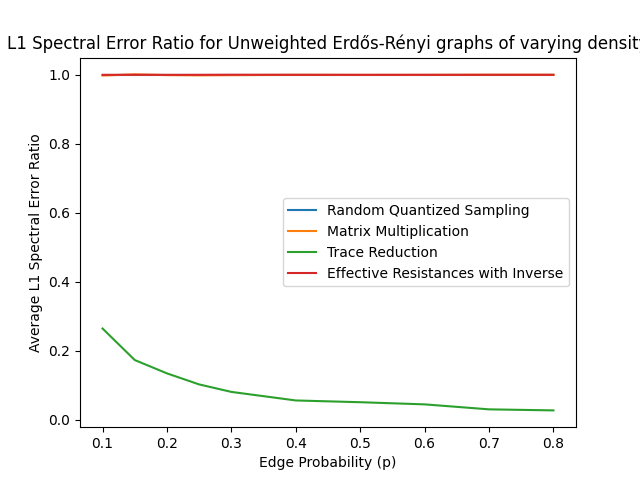 L1 Spectral Error Ratio for Unweighted Erdős-Rényi graphs of varying densit
1.0
0.8
0.6
0.4
0.2
0.0
Average L1 Spectral Error Ratio
Random Quantized Sampling
Matrix Multiplication
Trace Reduction
Effective Resistances with Inverse
0.1 0.2 0.3 0.4 0.5 0.6 0.7 0.8
Edge Probability (p)